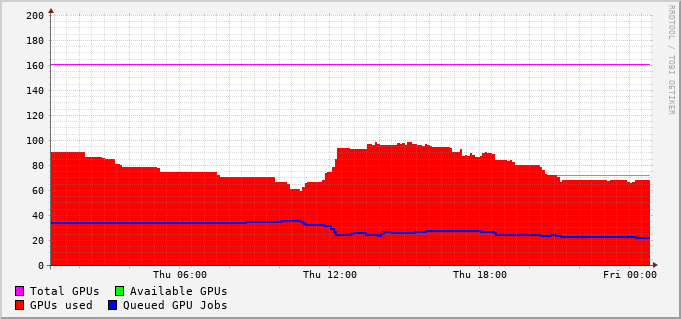 RRDTOOL / TOBI OETIKER
200
180
160
140
120
100
80
60
40
20
0
Thu 06:00 Thu 12:00 Thu 18:00 Fri 00:00
Total GPUs Available GPUs
GPUs used Queued GPU Jobs